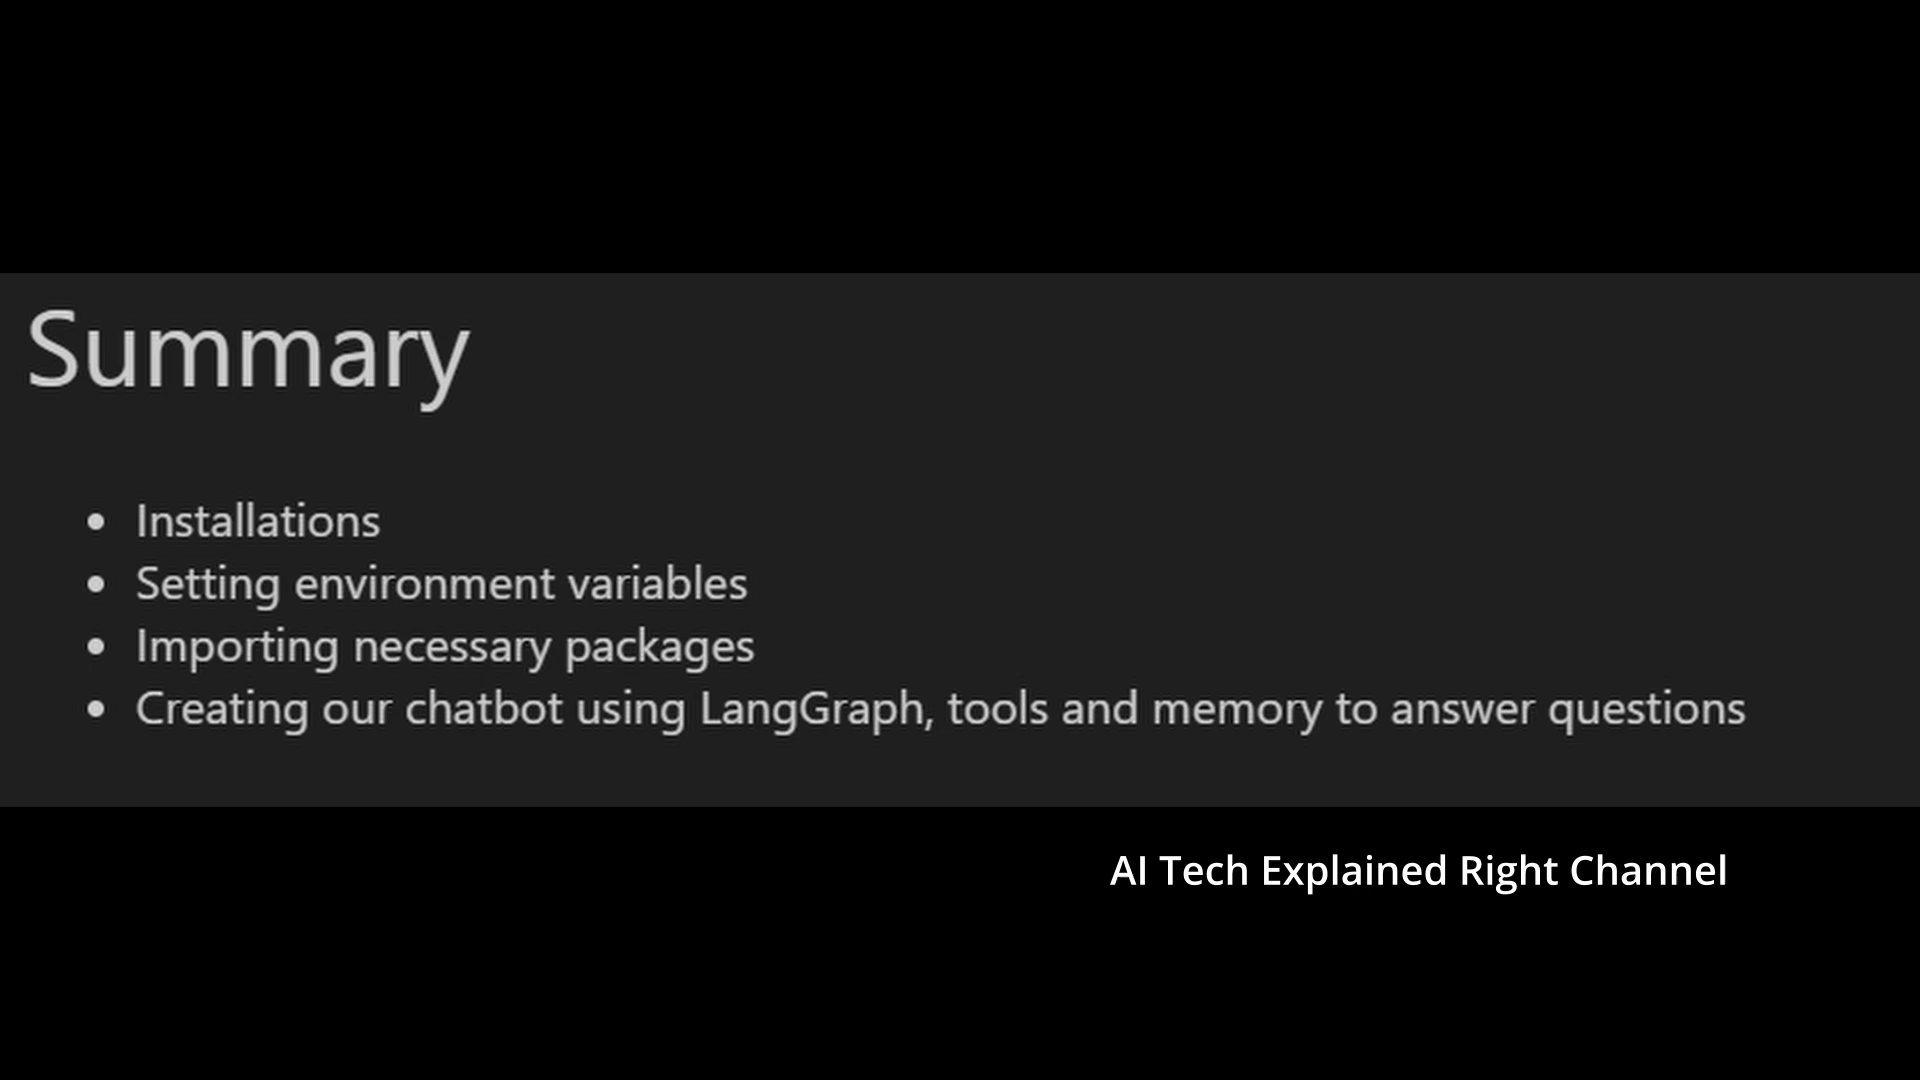 Summary
• Installations
• Setting environment variables
• Importing necessary packages
• Creating our chatbot using LangGraph, tools and memory to answer questions
AI Tech Explained Right Channel